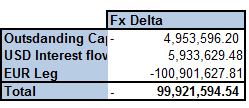 Fx Delta
Outsdanding Cap - 4,953,596.20
USD Interest flow 5,933,629.48
EUR Leg -100,901,627.81
Total - 99,921,594.54